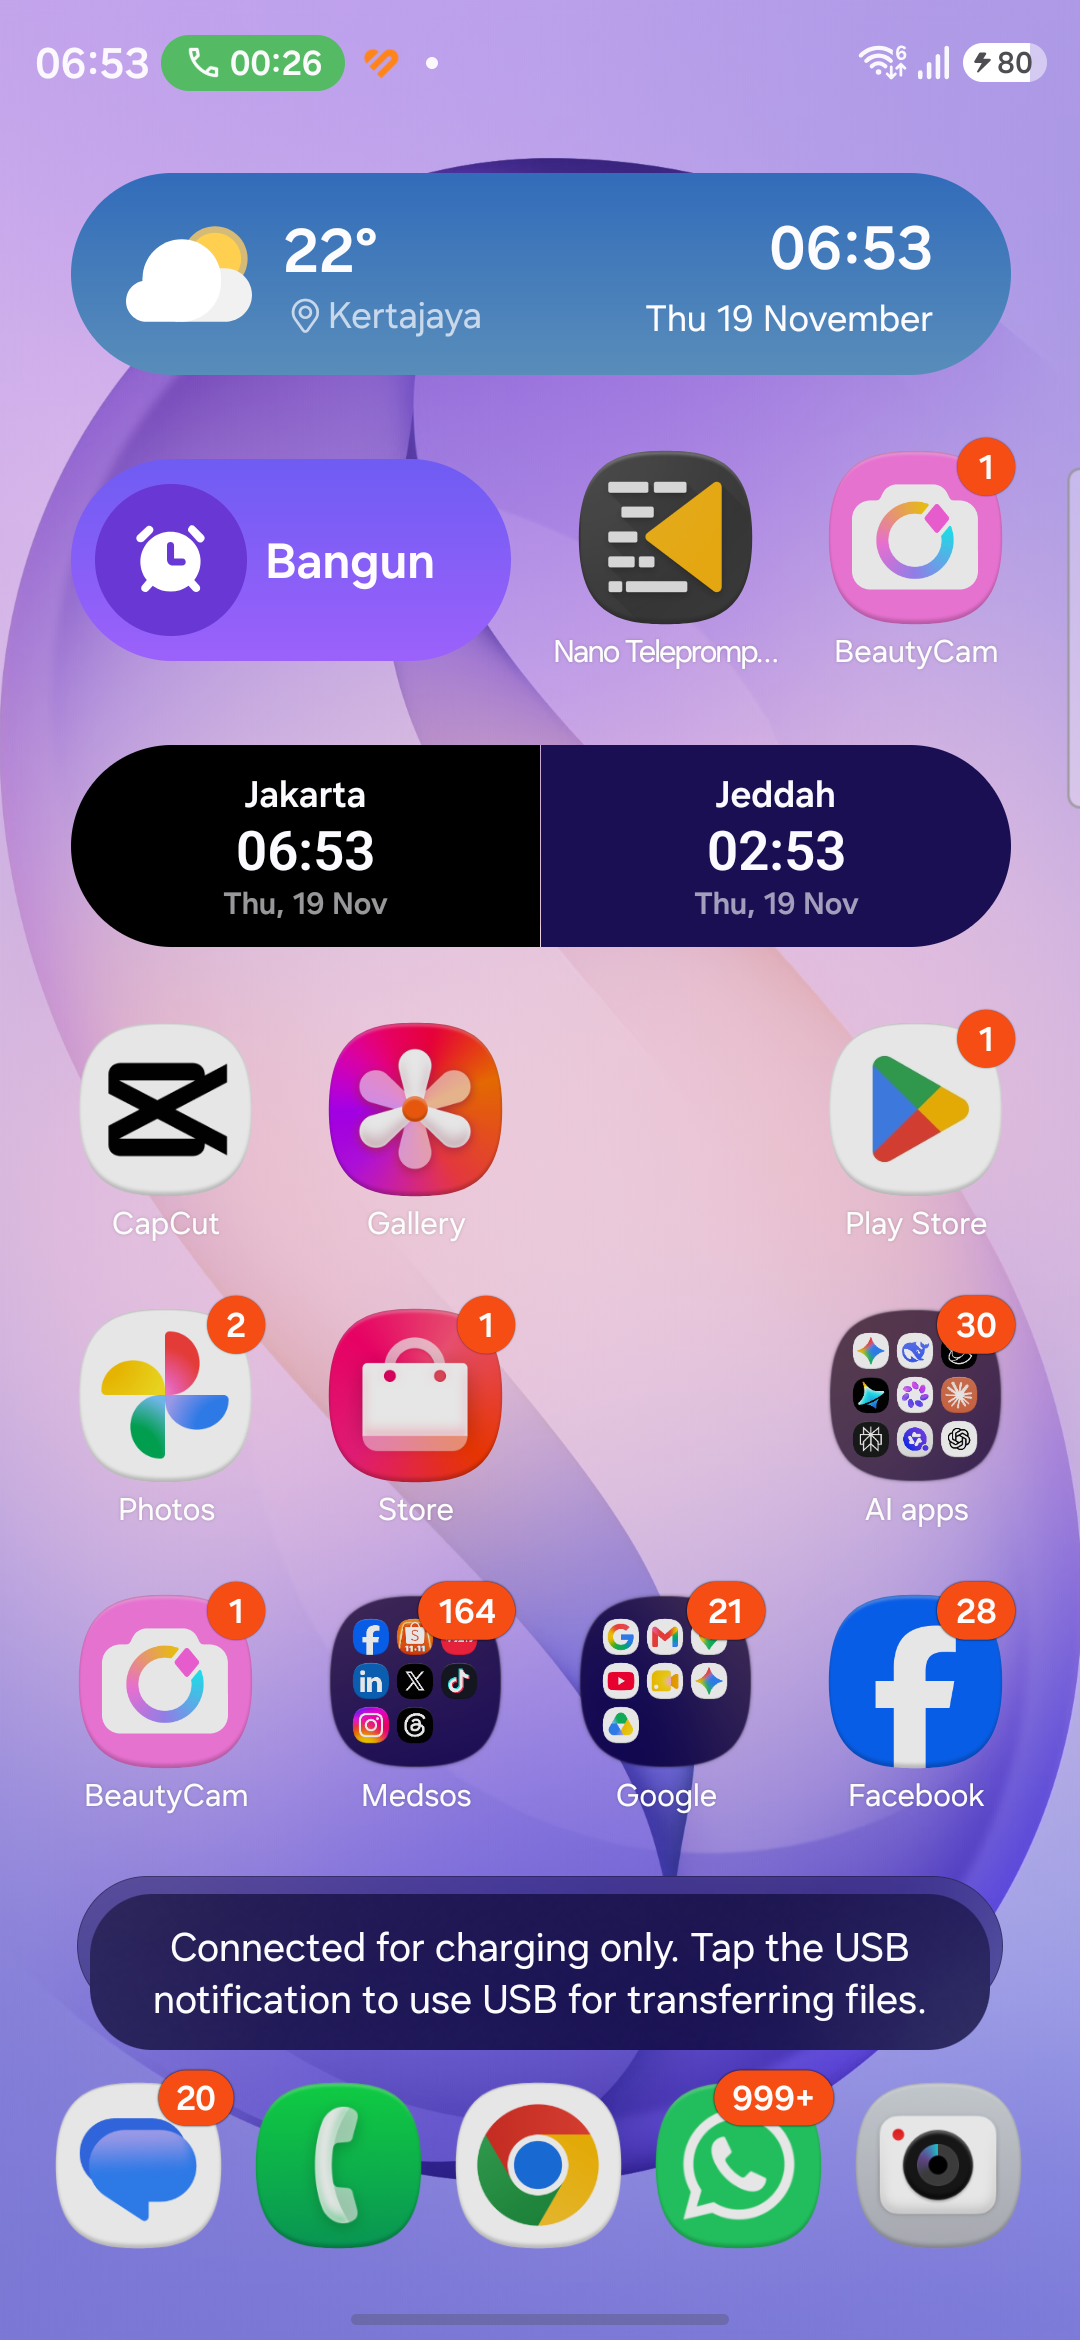 06:53 00:26 6 80
22° 06:53
Kertajaya Thu 19 November
1
Bangun
Nano Telepromp... BeautyCam
Jakarta Jeddah
06:53 02:53
Thu, 19 Nov Thu, 19 Nov
1
CapCut Gallery Play Store
2 1 30
Photos Store AI apps
1 164 21 28
BeautyCam Medsos Google Facebook
Connected for charging only. Tap the USB
notification to use USB for transferring files.
20 999+